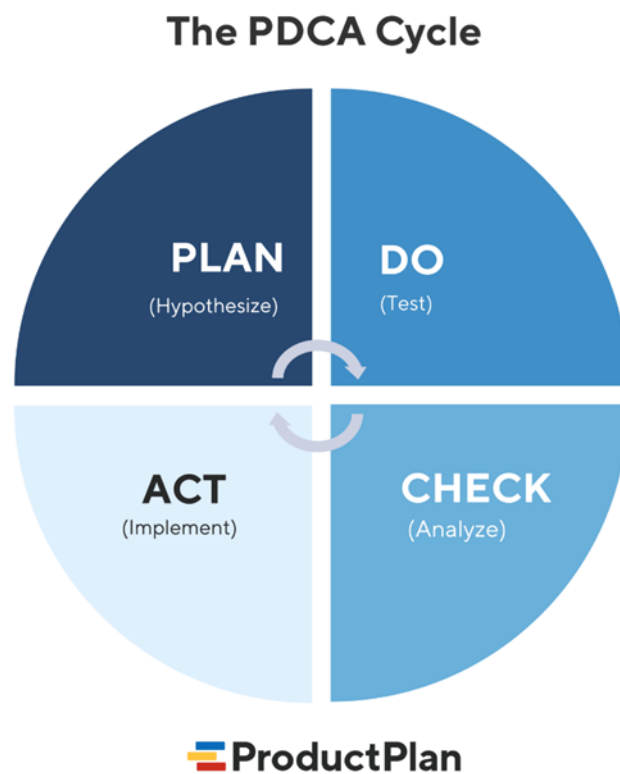 The PDCA Cycle
PLAN
(Hypothesize)
DO
(Test)
ACT
(Implement)
CHECK
(Analyze)
ProductPlan